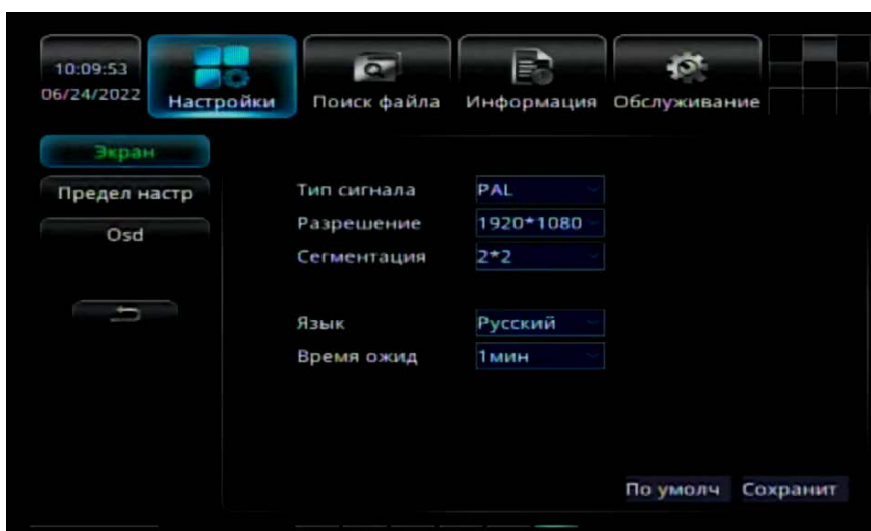 10:09:53
06/24/2022
Настройки
Поиск файла
Информация
Обслуживание
Экран
Предел настр
Osd
Тип сигнала PAL
Разрешение 1920*1080
Сегментация 2*2
Язык Русский
Время ожид 1мин
По умолч Сохранит